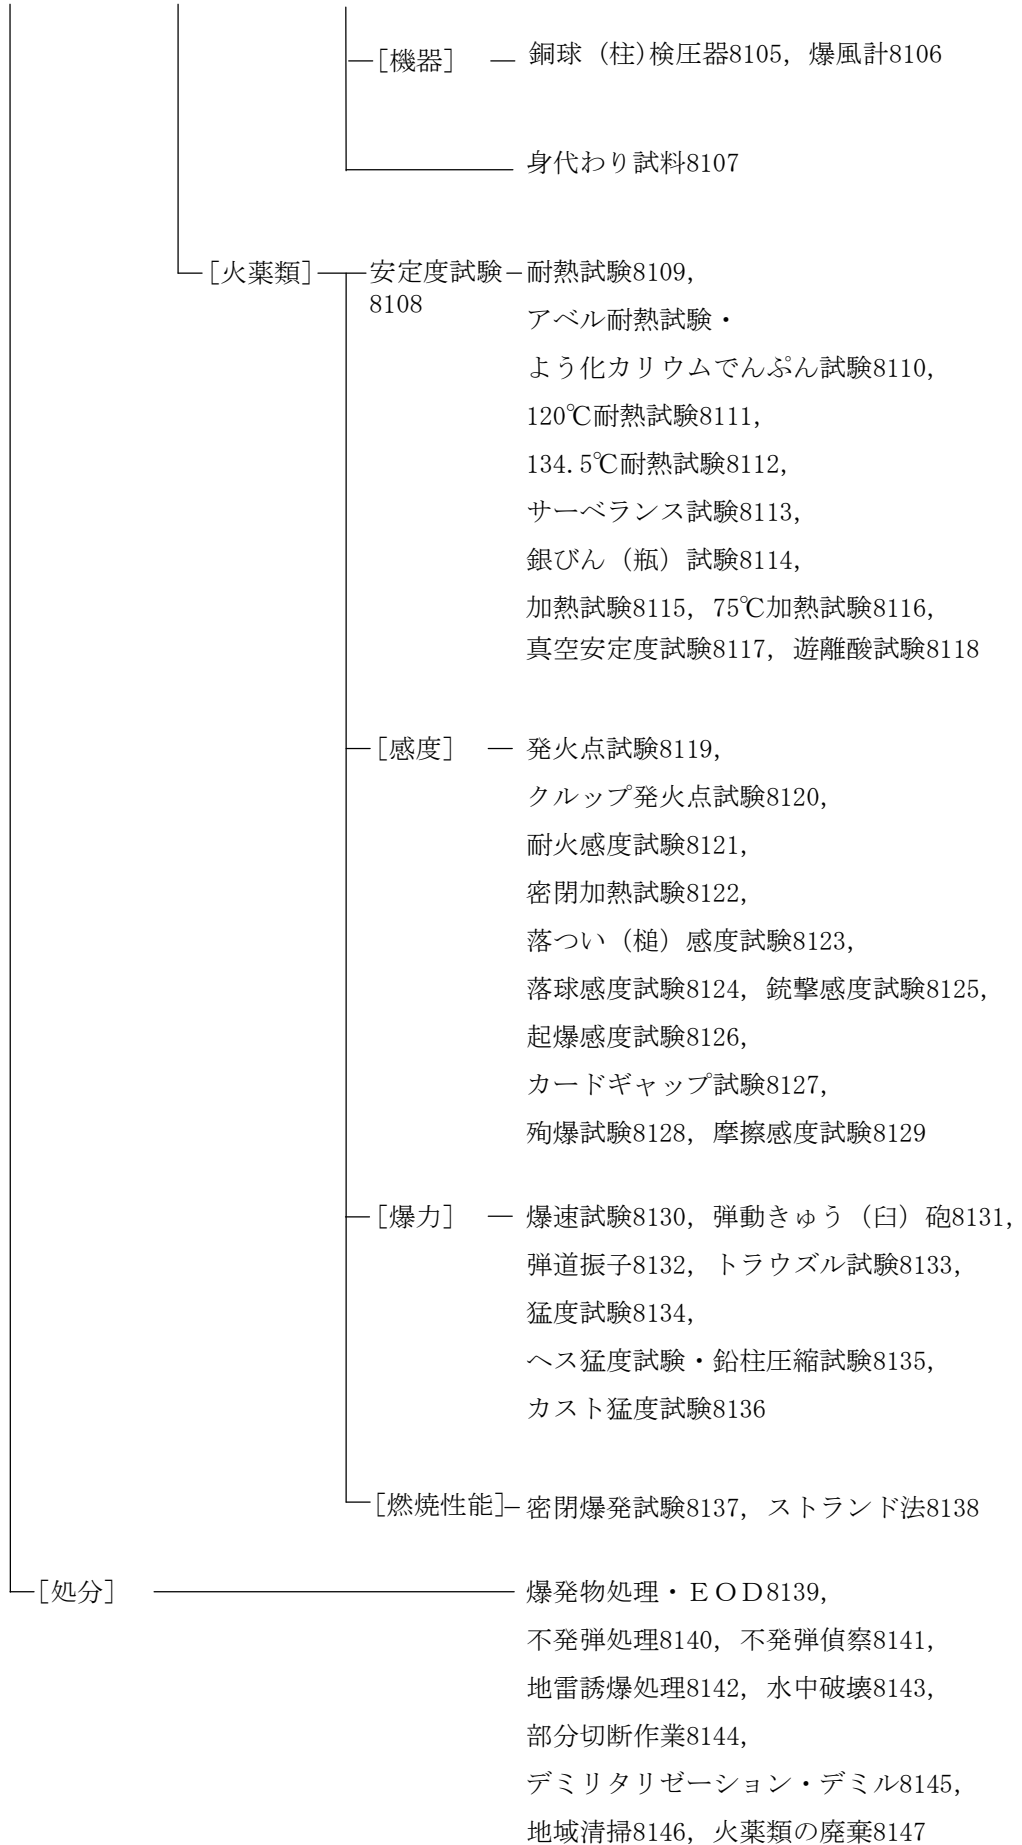 [機器] 銅球（柱）検圧器8105，爆風計8106
身代わり試料8107
[火薬類] 安定度試験 耐熱試験8109，
8108
アベル耐熱試験・
よう化カリウムでんぷん試験8110，
120℃耐熱試験8111，
134.5℃耐熱試験8112，
サーベランス試験8113，
銀びん（瓶）試験8114，
加熱試験8115，75℃加熱試験8116，
真空安定度試験8117，遊離酸試験8118
[感度] 発火点試験8119，
クルップ発火点試験8120，
耐火感度試験8121，
密閉加熱試験8122，
落つい（槌）感度試験8123，
落球感度試験8124，銃撃感度試験8125，
起爆感度試験8126，
カードギャップ試験8127，
殉爆試験8128，摩擦感度試験8129
[爆力] 爆速試験8130，弾動きゅう（臼）砲8131，
弾道振子8132，トラウズル試験8133，
猛度試験8134，
ヘス猛度試験・鉛柱圧縮試験8135，
カスト猛度試験8136
[燃焼性能] 密閉爆発試験8137，ストランド法8138
[処分] 爆発物処理・ＥＯＤ8139，
不発弾処理8140，不発弾偵察8141，
地雷誘爆処理8142，水中破壊8143，
部分切断作業8144，
デミリタリゼーション・デミル8145，
地域清掃8146，火薬類の廃棄8147